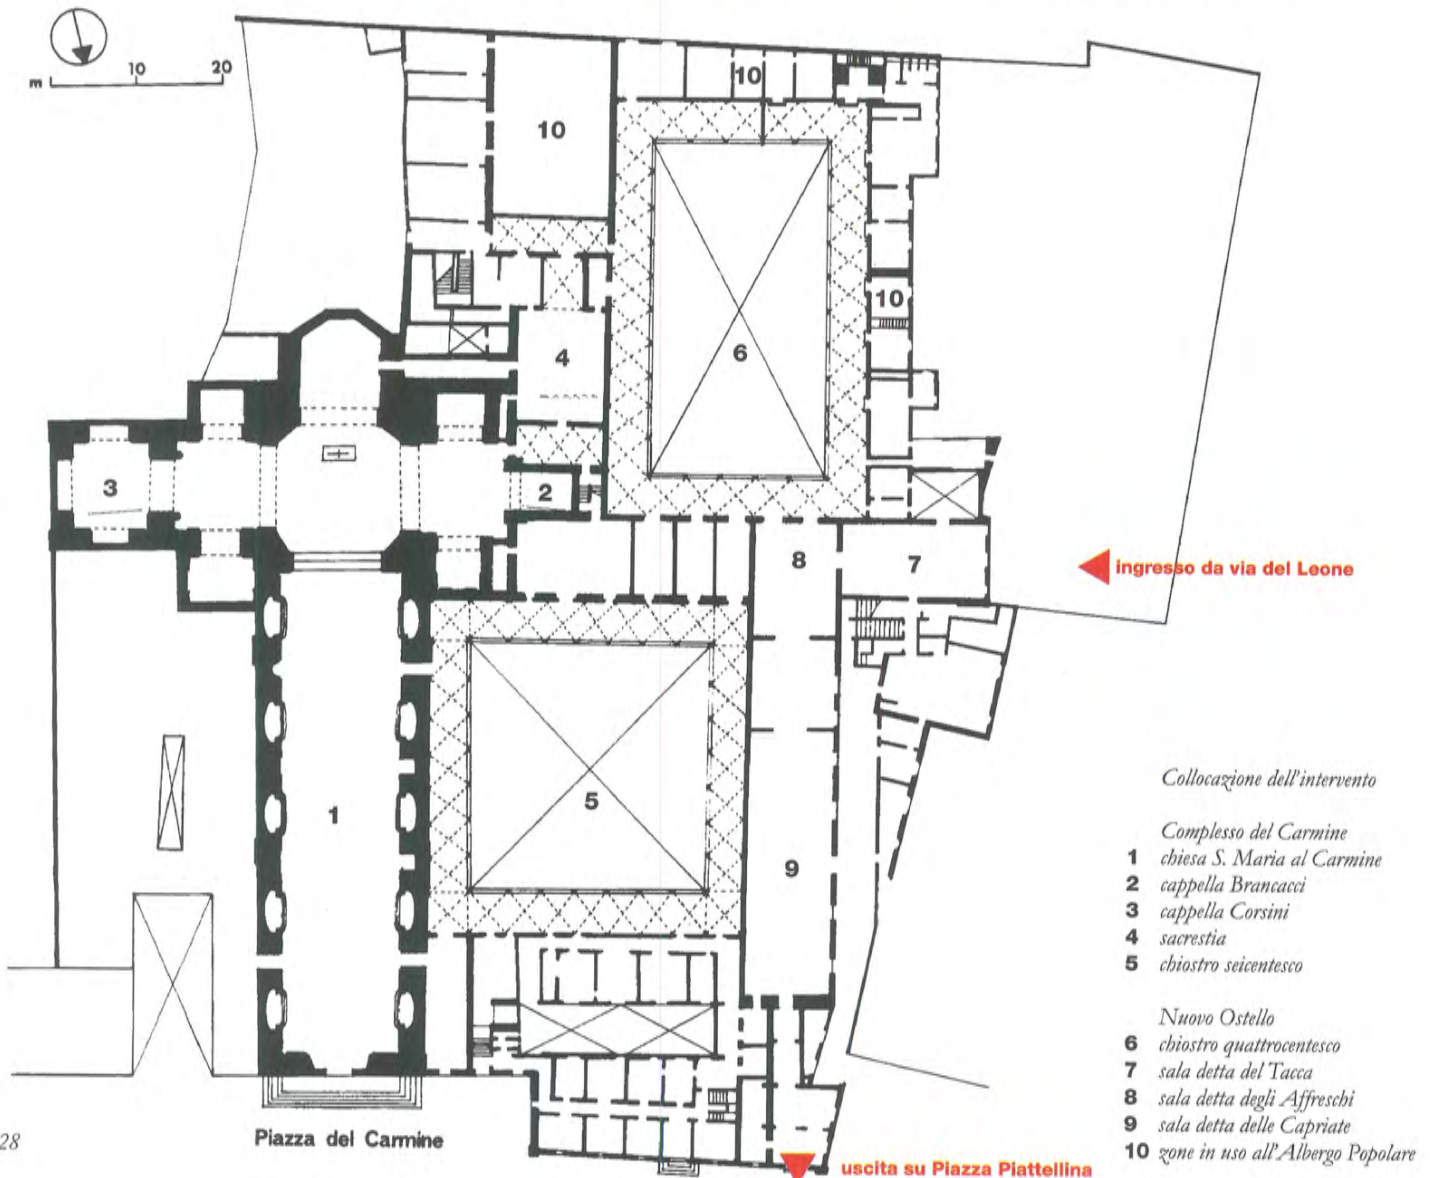 m 10 20
10
10
10
6
4
3
2
8
7
ingresso da via del Leone
1
5
9
Collocazione dell'intervento
Complesso del Carmine
1 chiesa S. Maria al Carmine
2 cappella Brancacci
3 cappella Corsini
4 sacrestia
5 chiostro seicentesco
Nuovo Ostello
6 chiostro quattrocentesco
7 sala detta del Tacca
8 sala detta degli Affreschi
9 sala detta delle Capriate
10 zone in uso all'Albergo Popolare
Piazza del Carmine
28
uscita su Piazza Piattellina